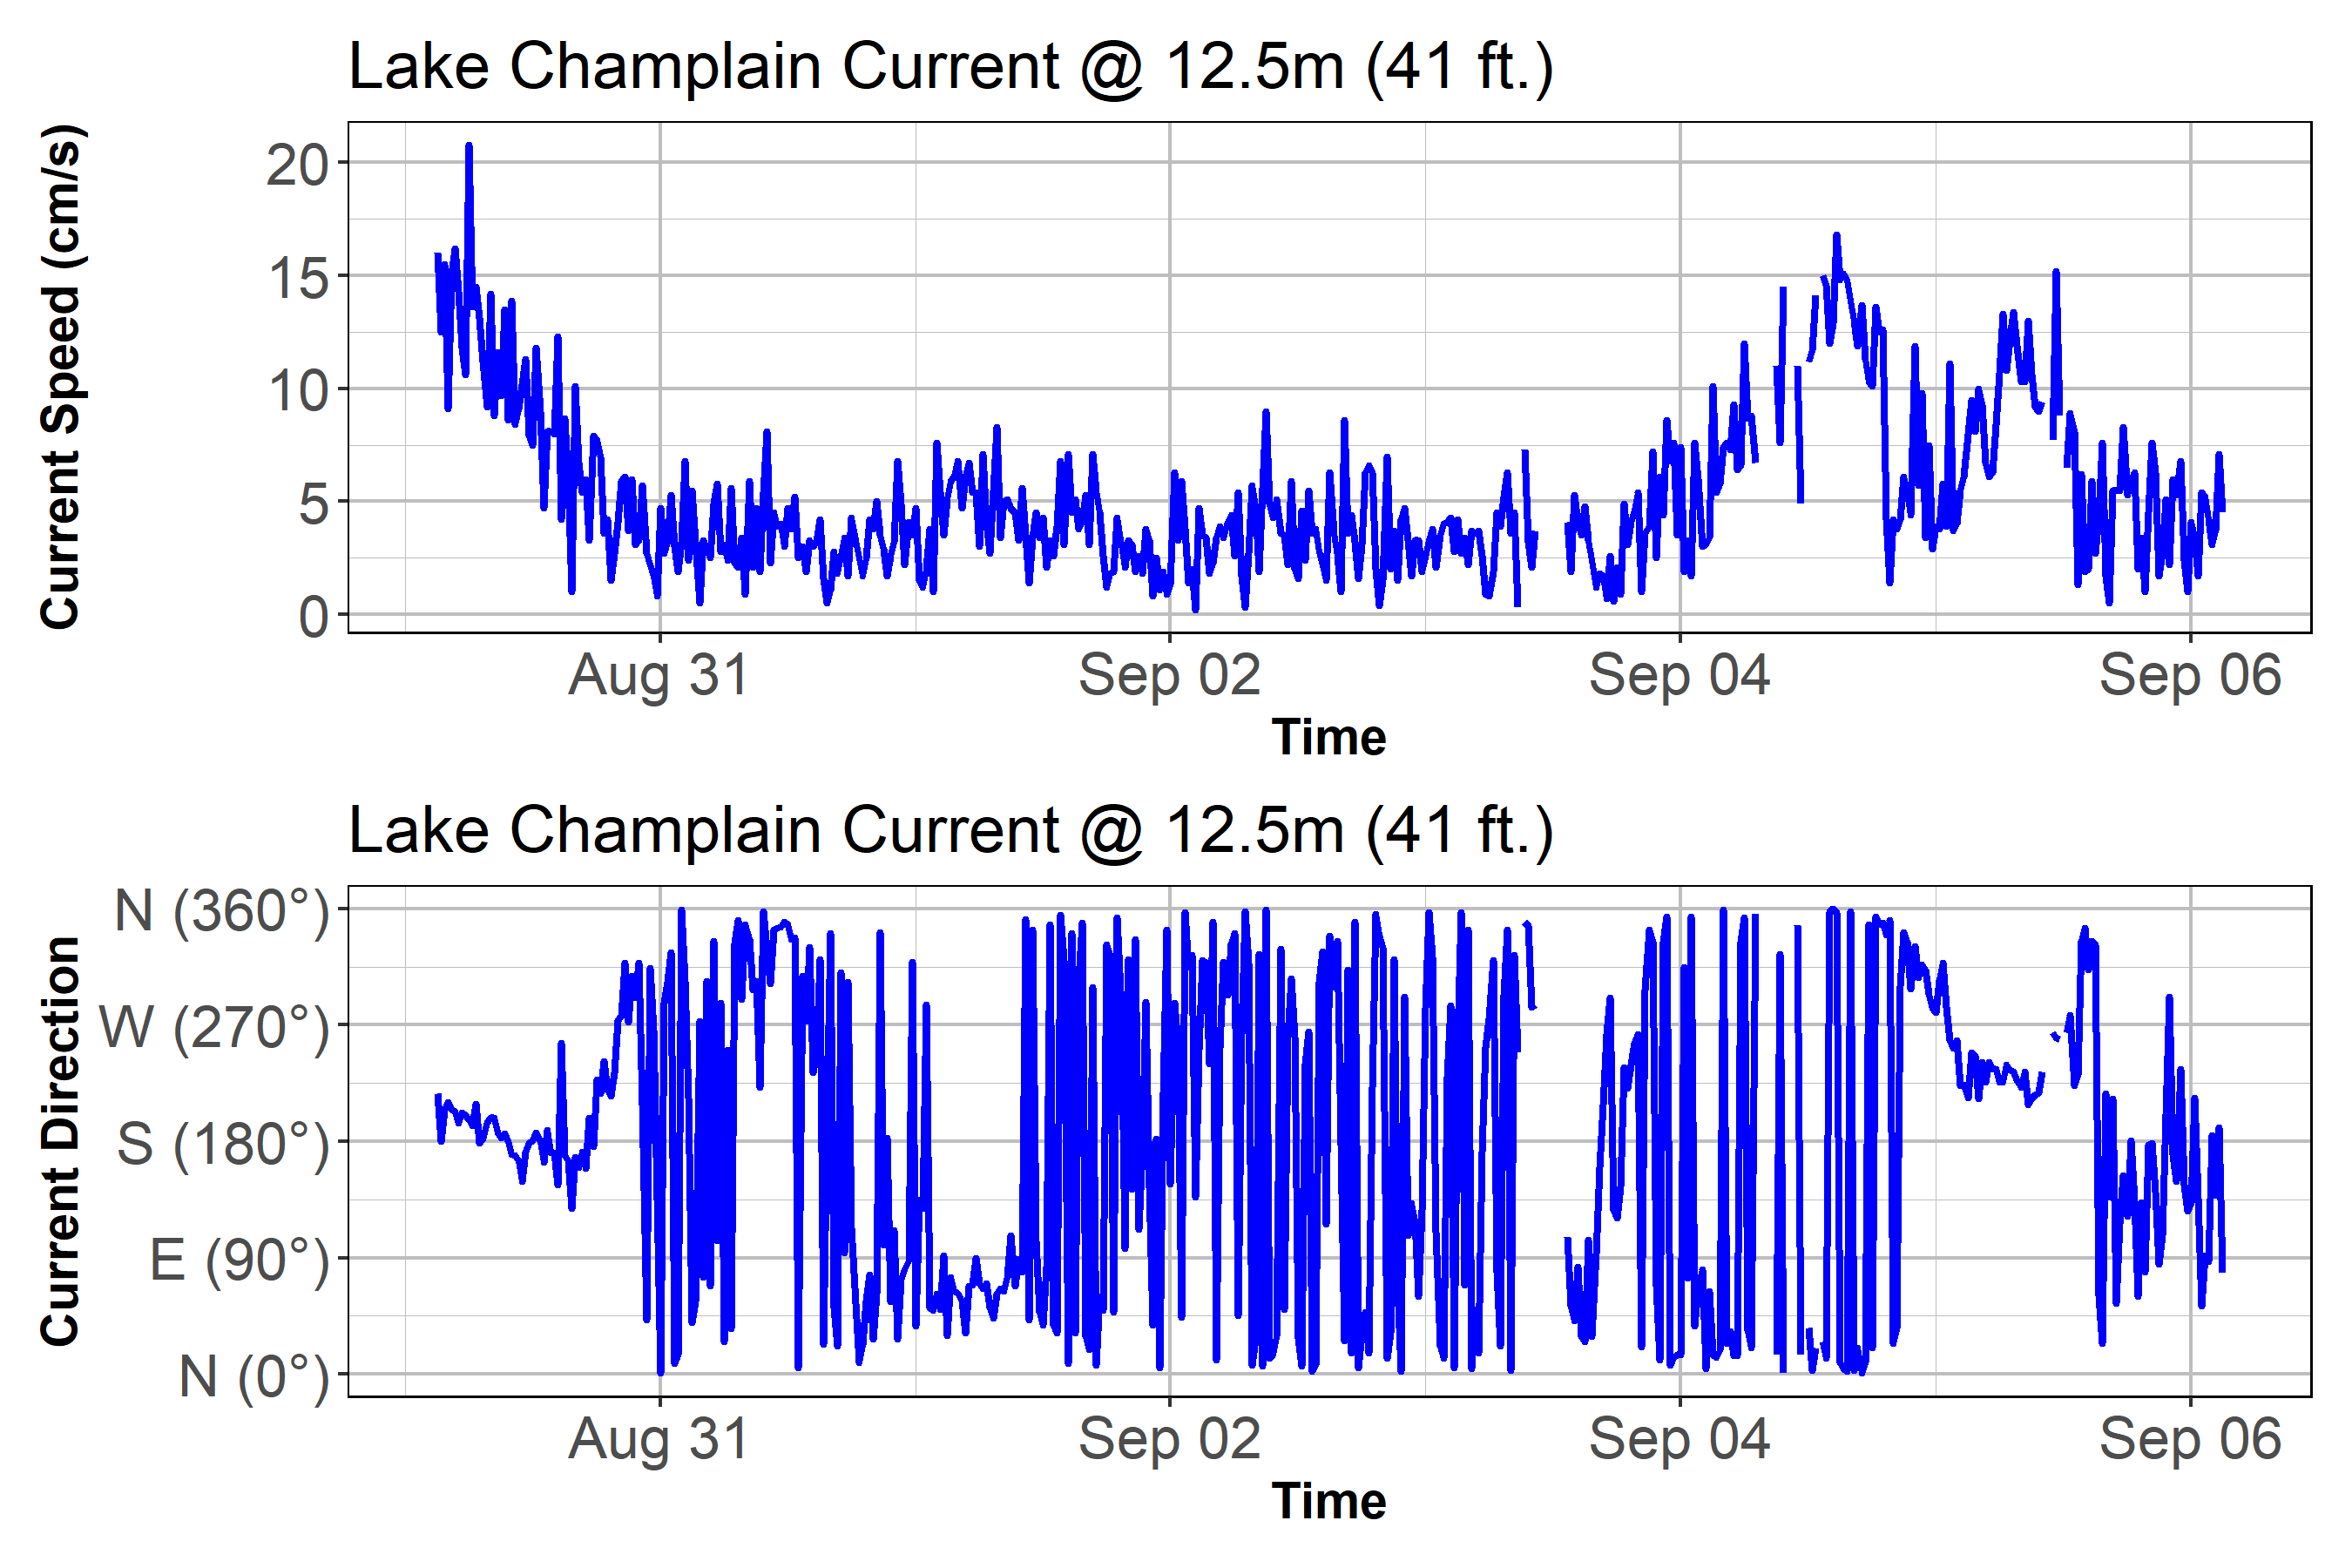 Lake Champlain Current @ 12.5m (41 ft.)
Current Speed (cm/s)
20
15
10
5
0
Aug 31 Sep 02 Sep 04 Sep 06
Time
Lake Champlain Current @ 12.5m (41 ft.)
Current Direction
N (360°)
W (270°)
S (180°)
E (90°)
N (0°)
Aug 31 Sep 02 Sep 04 Sep 06
Time